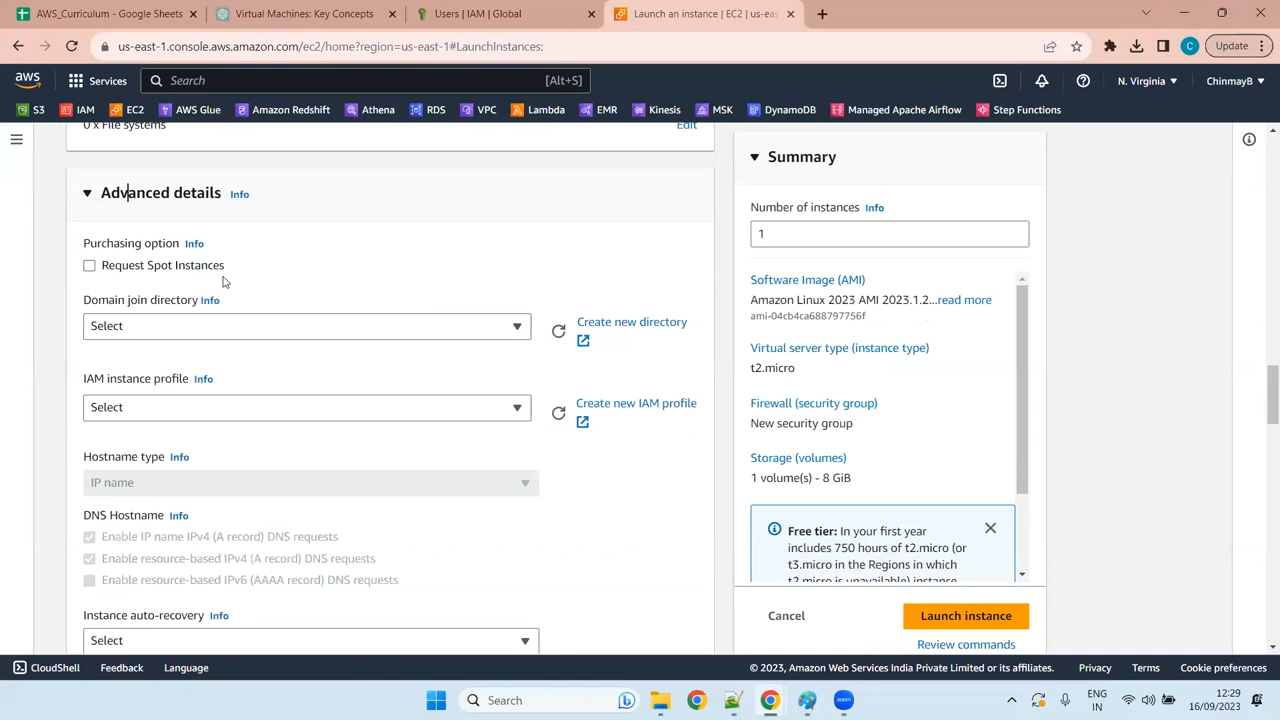 AWS_Curriculum - Google Sheets
Virtual Machines: Key Concepts
Users | IAM | Global
Launch an instance | EC2 | us-eas
us-east-1.console.aws.amazon.com/ec2/home?region=us-east-1#LaunchInstances:
C
Update
aws
Services
Search
[Alt+S]
N. Virginia
ChinmayB
S3
IAM
EC2
AWS Glue
Amazon Redshift
Athena
RDS
VPC
Lambda
EMR
Kinesis
MSK
DynamoDB
Managed Apache Airflow
Step Functions
0 x File systems
Edit
Advanced details
Info
Purchasing option
Info
Request Spot Instances
Domain join directory
Info
Select
Create new directory
IAM instance profile
Info
Select
Create new IAM profile
Hostname type
Info
IP name
DNS Hostname
Info
Enable IP name IPv4 (A record) DNS requests
Enable resource-based IPv4 (A record) DNS requests
Enable resource-based IPv6 (AAAA record) DNS requests
Instance auto-recovery
Info
Select
Summary
Number of instances
Info
1
Software Image (AMI)
Amazon Linux 2023 AMI 2023.1.2...read more
ami-04cb4ca688797756f
Virtual server type (instance type)
t2.micro
Firewall (security group)
New security group
Storage (volumes)
1 volume(s) - 8 GiB
Free tier: In your first year
includes 750 hours of t2.micro (or
t3.micro in the Regions in which
t2.micro is unavailable) instance
Cancel
Launch instance
Review commands
CloudShell
Feedback
Language
© 2023, Amazon Web Services India Private Limited or its affiliates.
Privacy
Terms
Cookie preferences
Search
zoom
ENG
IN
12:29
16/09/2023